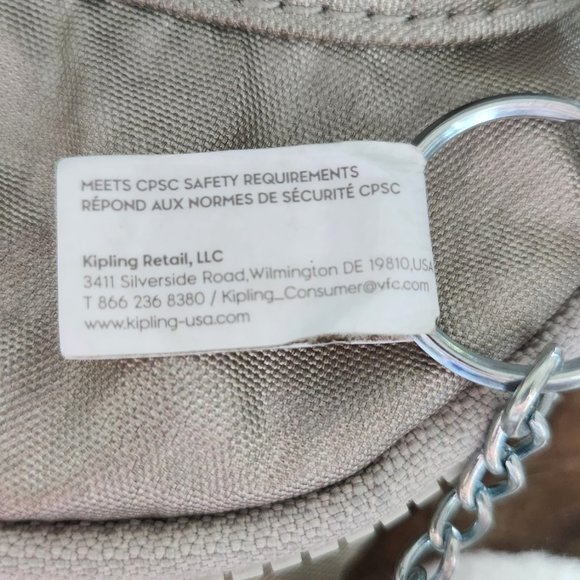 MEETS CPSC SAFETY REQUIREMENTS
RÉPOND AUX NORMES DE SÉCURITÉ CPSC
Kipling Retail, LLC
3411 Silverside Road,Wilmington DE 19810,USA
T 866 236 8380 / Kipling_Consumer@vfc.com
www.kipling-usa.com